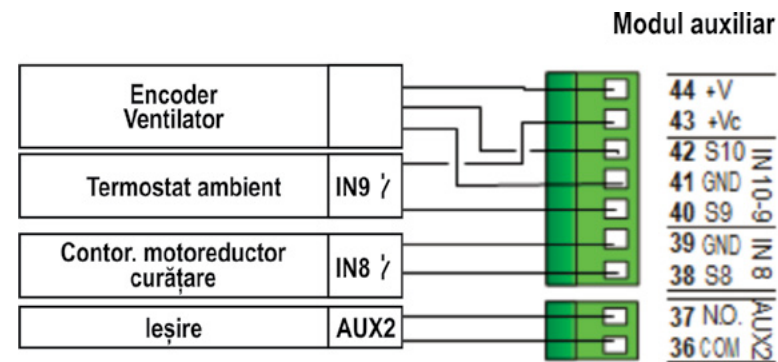 Modul auxiliar
Encoder
Ventilator
Termostat ambient
IN9
Contor. motoreductor
curățare
IN8
Ieșire
AUX2
44 +V
43 +Vc
42 S10
41 GND
40 S9
IN10-9
39 GND
38 S8
IN 8
37 N.O.
36 COM
AUX2